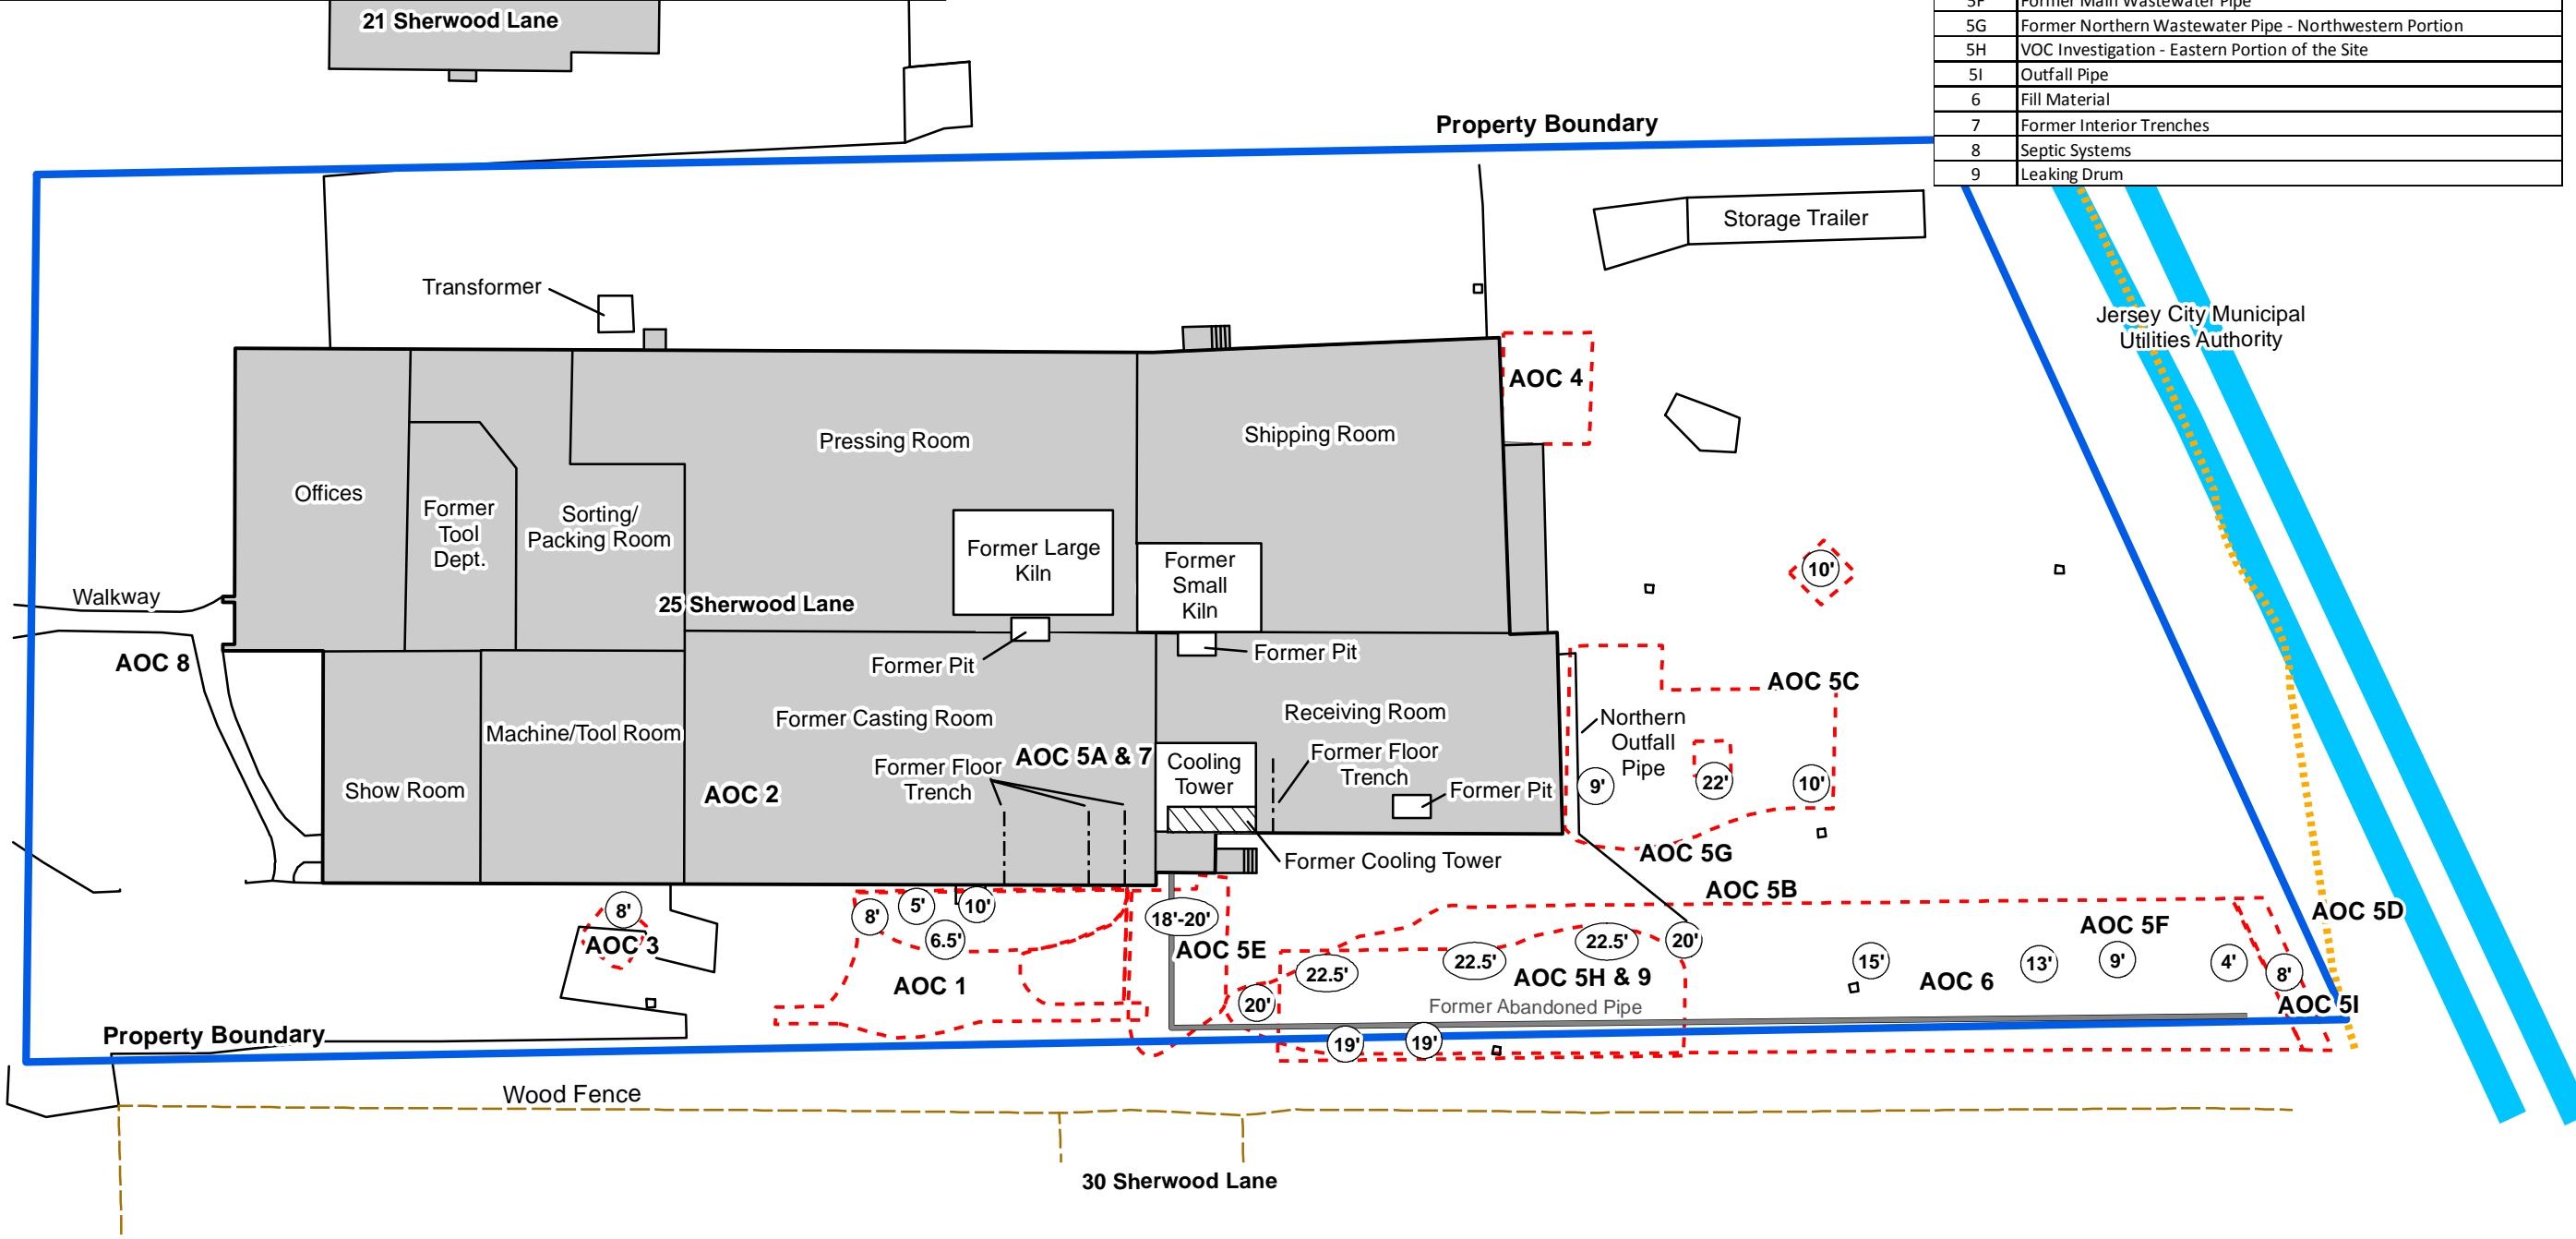 21 Sherwood Lane
5F Former Main Wastewater Pipe
5G Former Northern Wastewater Pipe - Northwestern Portion
5H VOC Investigation - Eastern Portion of the Site
5I Outfall Pipe
6 Fill Material
7 Former Interior Trenches
8 Septic Systems
9 Leaking Drum
Property Boundary
Storage Trailer
Transformer
Jersey City Municipal
Utilities Authority
AOC 4
Pressing Room
Shipping Room
Offices
Former
Tool
Dept.
Sorting/
Packing Room
Former Large
Kiln
Former
Small
Kiln
10'
Walkway
25 Sherwood Lane
AOC 8
Former Pit
Former Pit
AOC 5C
Former Casting Room
Receiving Room
Northern
Outfall
Pipe
Machine/Tool Room
AOC 5A & 7
Former Floor
Trench
Cooling
Tower
Former Floor
Trench
Show Room
AOC 2
Former Pit
9'
22'
10'
Former Cooling Tower
AOC 5G
AOC 5B
8'
8'
5'
10'
6.5'
18'-20'
AOC 5D
AOC 3
AOC 5E
22.5'
22.5'
22.5'
20'
AOC 5F
15'
13'
9'
4'
8'
AOC 1
20'
AOC 5H & 9
AOC 6
Former Abandoned Pipe
AOC 5I
Property Boundary
19'
19'
Wood Fence
30 Sherwood Lane